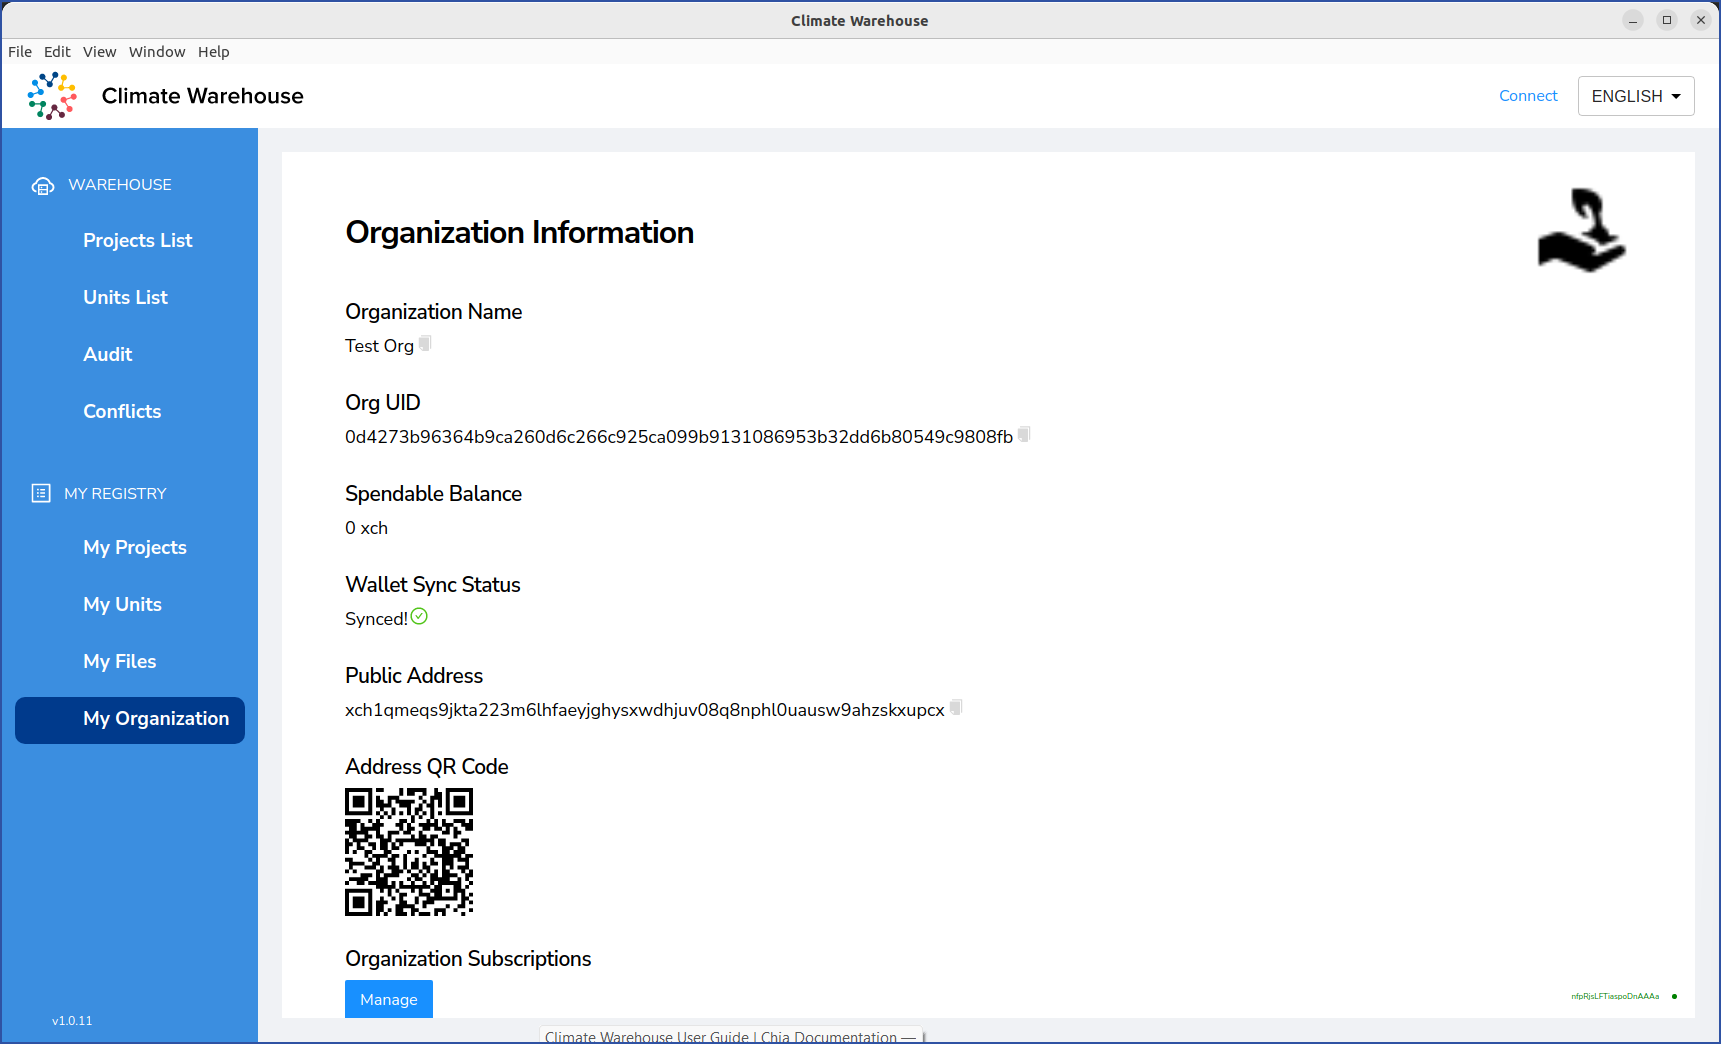 Climate Warehouse
File Edit View Window Help
Climate Warehouse
Connect
ENGLISH
WAREHOUSE
Projects List
Units List
Audit
Conflicts
MY REGISTRY
My Projects
My Units
My Files
My Organization
v1.0.11
Organization Information
Organization Name
Test Org
Org UID
0d4273b96364b9ca260d6c266c925ca099b9131086953b32dd6b80549c9808fb
Spendable Balance
0 xch
Wallet Sync Status
Synced!
Public Address
xch1qmeqs9jkta223m6lhfaeyjghysxwdhjuv08q8nphl0uausw9ahzskxupcx
Address QR Code
Organization Subscriptions
Manage
nfpRjsLFTiaspoDnAAAa
Climate Warehouse User Guide | Chia Documentation —